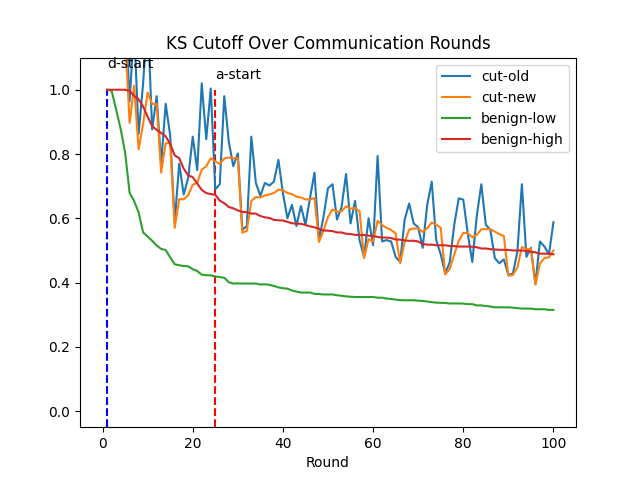 KS Cutoff Over Communication Rounds
d-start
a-start
cut-old
cut-new
benign-low
benign-high
1.0
0.8
0.6
0.4
0.2
0.0
0 20 40 60 80 100
Round